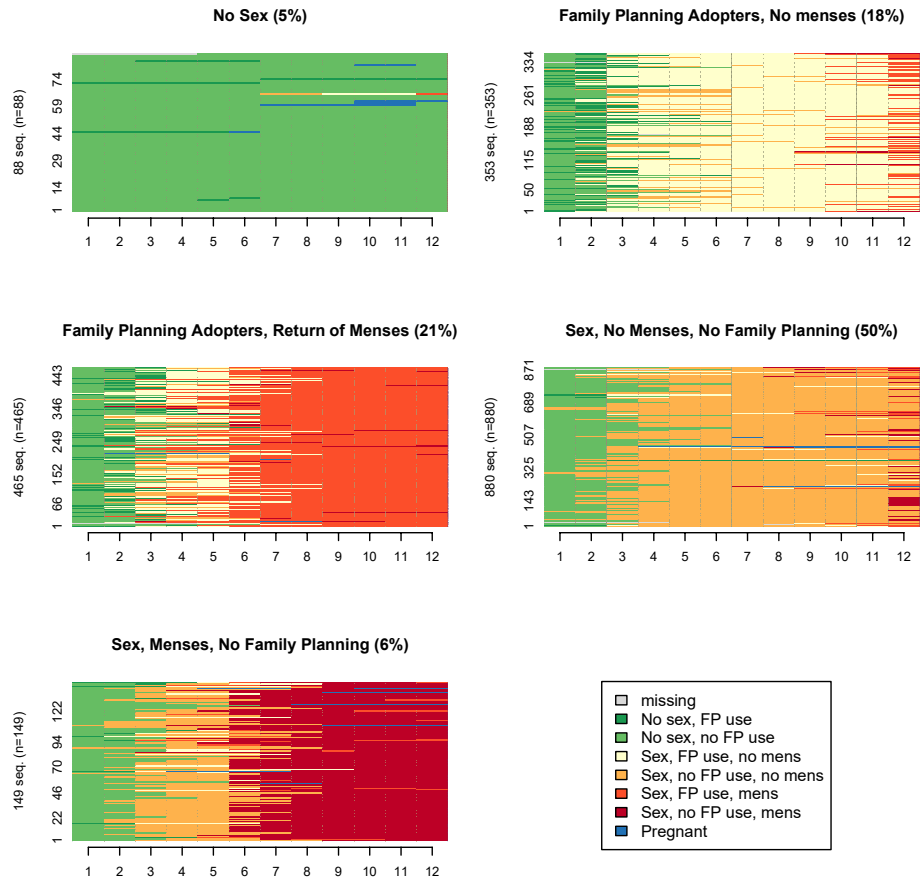 No Sex (5%)
88 seq. (n=88)
1 14 29 44 59 74
1 2 3 4 5 6 7 8 9 10 11 12
Family Planning Adopters, No menses (18%)
353 seq. (n=353)
1 50 115 188 261 334
1 2 3 4 5 6 7 8 9 10 11 12
Family Planning Adopters, Return of Menses (21%)
465 seq. (n=465)
1 66 152 249 346 443
1 2 3 4 5 6 7 8 9 10 11 12
Sex, No Menses, No Family Planning (50%)
880 seq. (n=880)
1 143 325 507 689 871
1 2 3 4 5 6 7 8 9 10 11 12
Sex, Menses, No Family Planning (6%)
149 seq. (n=149)
1 22 46 70 94 122
1 2 3 4 5 6 7 8 9 10 11 12
missing
No sex, FP use
No sex, no FP use
Sex, FP use, no mens
Sex, no FP use, no mens
Sex, FP use, mens
Sex, no FP use, mens
Pregnant